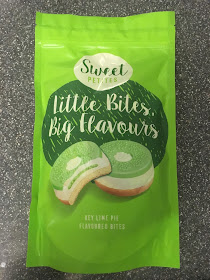 Sweet
PETITES
Little Bites,
Big Flavours
KEY LIME PIE
FLAVOURED BITES